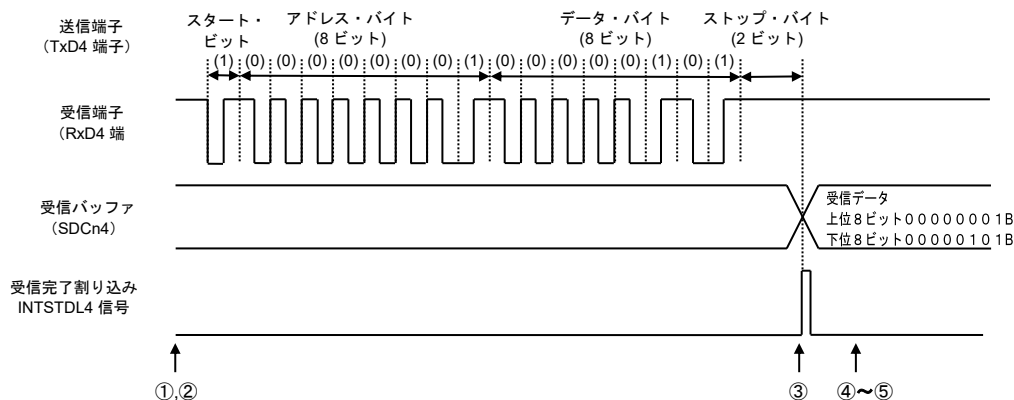 送信端子
（TxD4 端子）
スタート・
ビット
アドレス・バイト
(8 ビット)
データ・バイト
(8 ビット)
ストップ・バイト
(2 ビット)
(1) (0) (0) (0) (0) (0) (0) (0) (1) (0) (0) (0) (0) (0) (1) (0) (1)
受信端子
（RxD4 端
受信バッファ
（SDCn4）
受信データ
上位８ビット０００００００１B
下位８ビット０００００１０１B
受信完了割り込み
INTSTDL4 信号
①,②
③
④～⑤